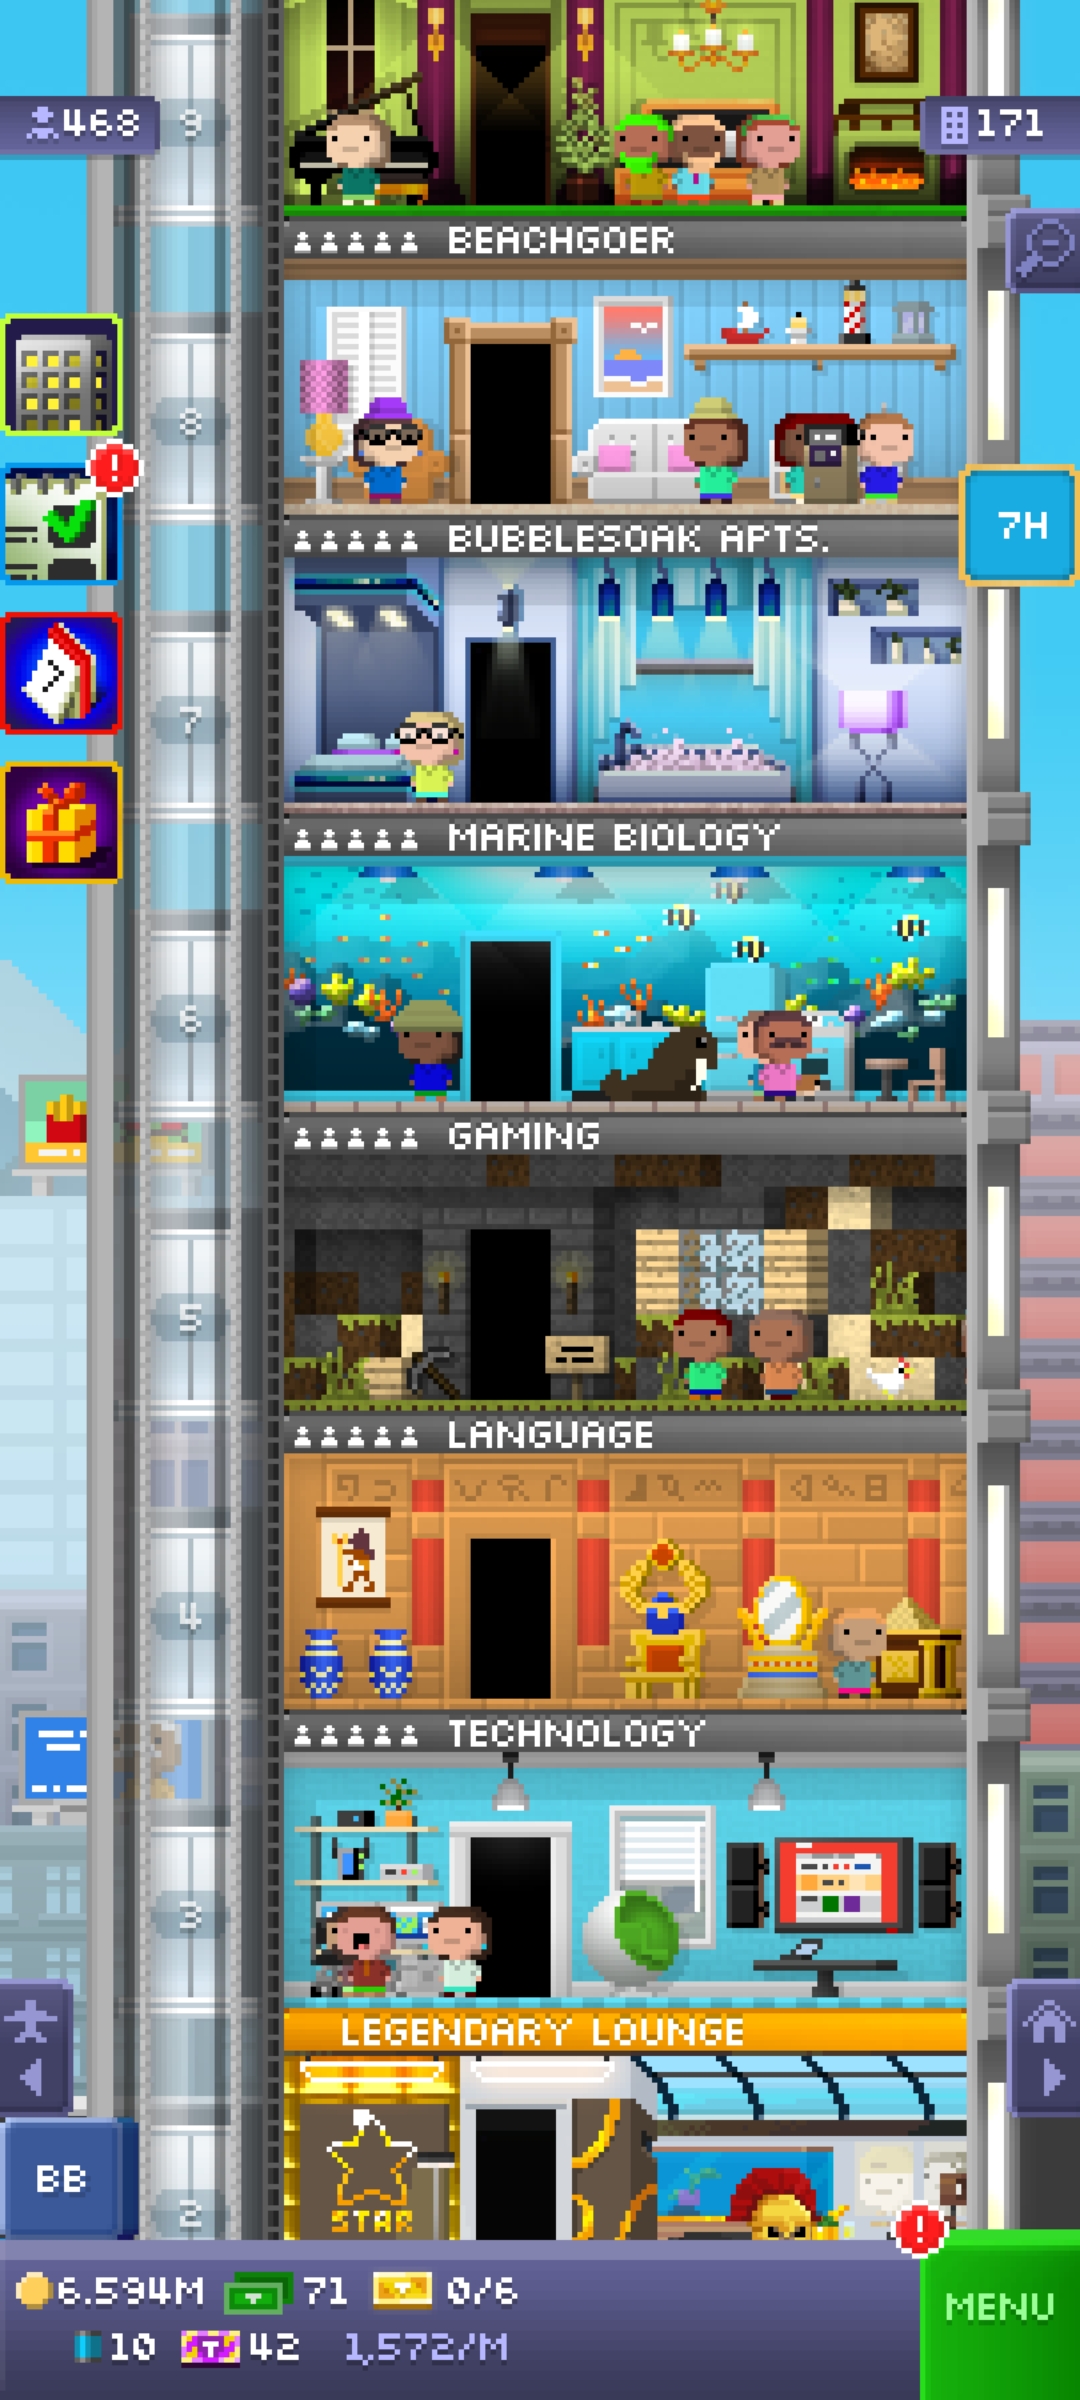 468
9
171
BEACHGOER
8
BUBBLESOAK APTS.
7H
7
MARINE BIOLOGY
6
GAMING
5
LANGUAGE
4
TECHNOLOGY
3
LEGENDARY LOUNGE
STAR
BB
2
6.594M 71 0/6
MENU
10 T 42 1,572/M